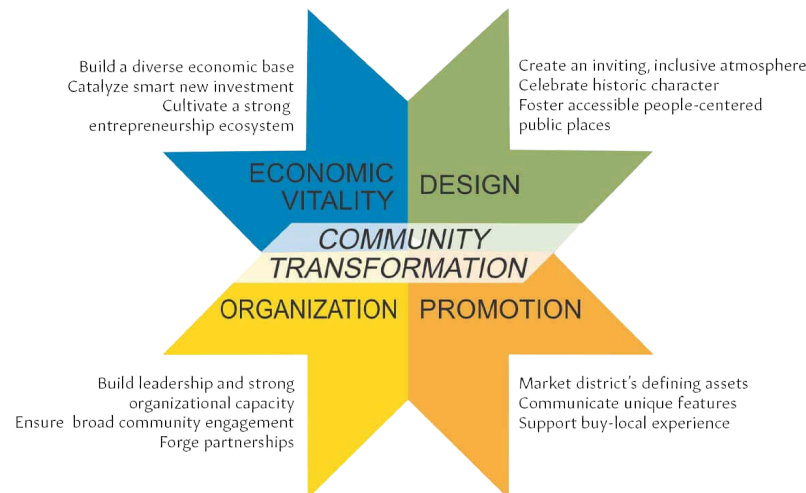 Build a diverse economic base
Catalyze smart new investment
Cultivate a strong
entrepreneurship ecosystem
Create an inviting, inclusive atmosphere
Celebrate historic character
Foster accessible people-centered
public places
ECONOMIC
VITALITY
DESIGN
COMMUNITY
TRANSFORMATION
ORGANIZATION
PROMOTION
Build leadership and strong
organizational capacity
Ensure broad community engagement
Forge partnerships
Market district's defining assets
Communicate unique features
Support buy-local experience